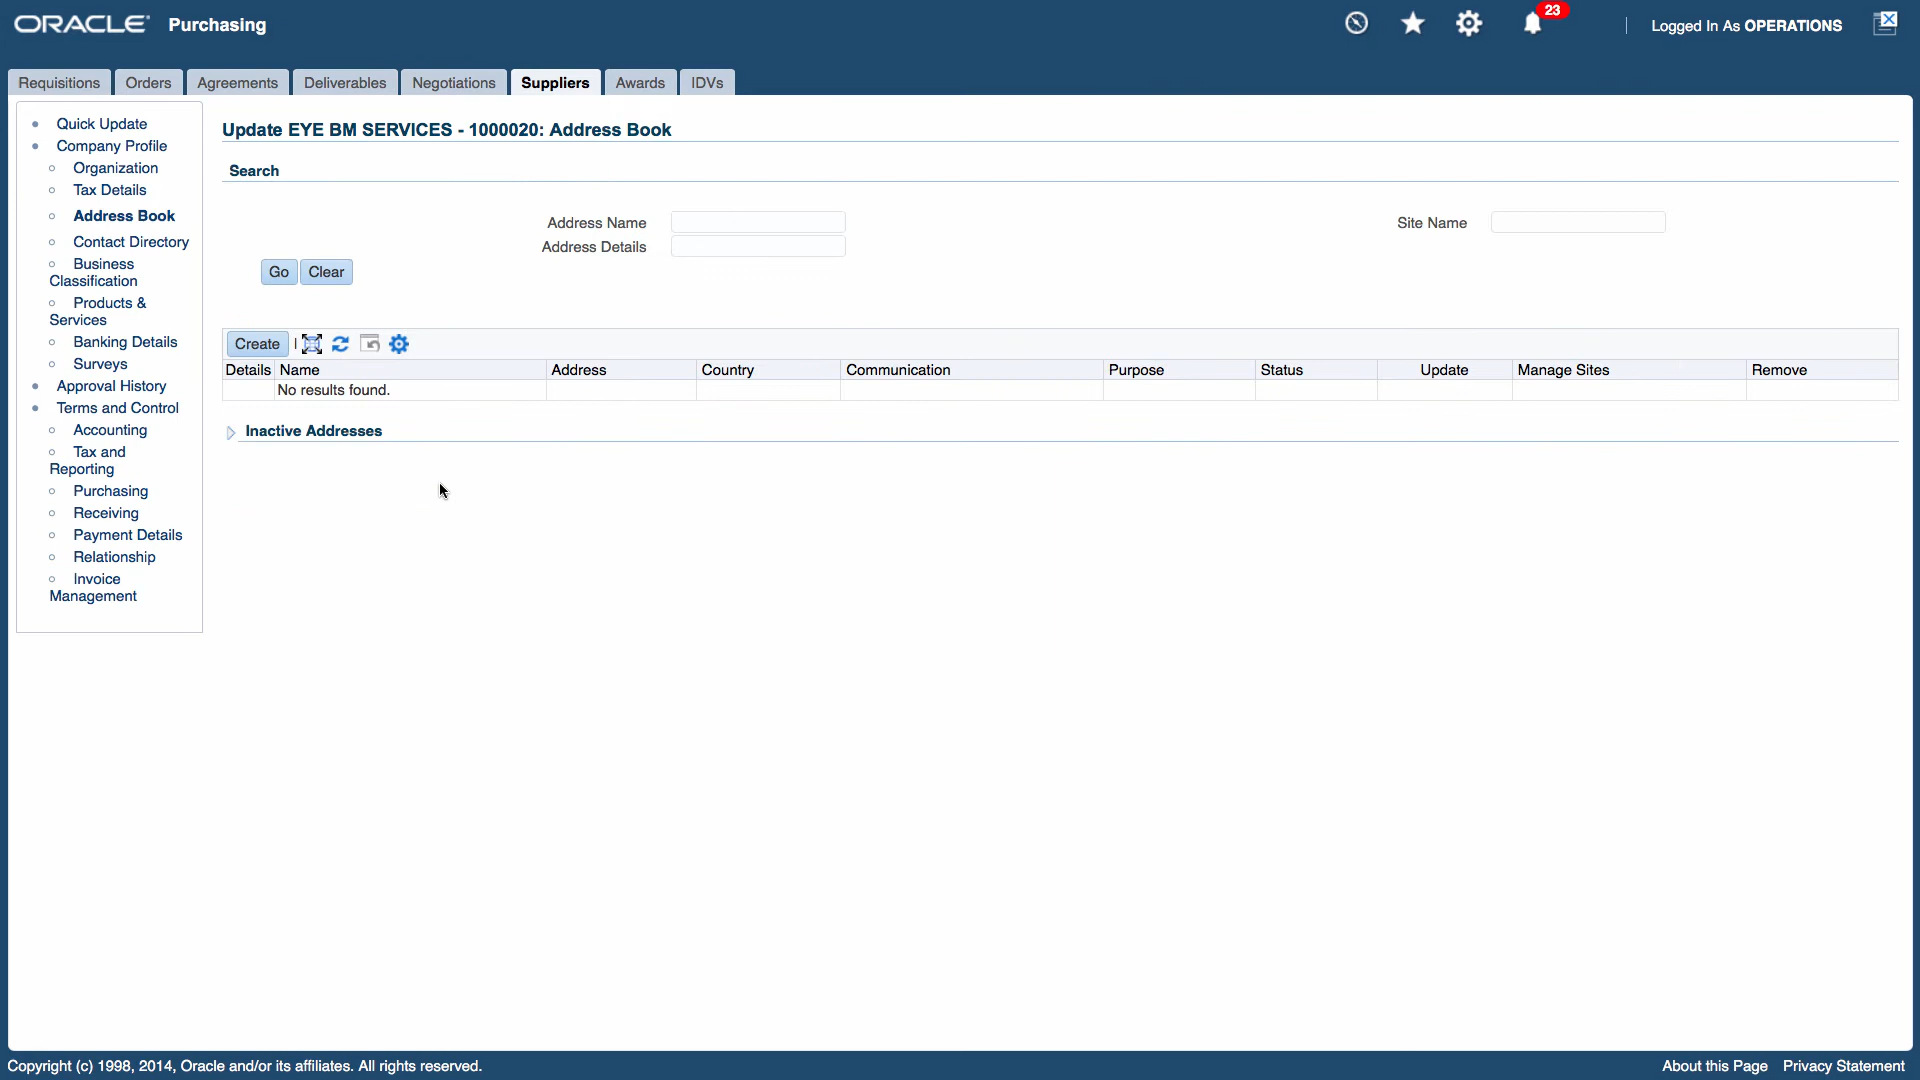 ORACLE Purchasing
23
Logged In As OPERATIONS
Requisitions Orders Agreements Deliverables Negotiations Suppliers Awards IDVs
Quick Update
Company Profile
Organization
Tax Details
Address Book
Contact Directory
Business
Classification
Products &
Services
Banking Details
Surveys
Approval History
Terms and Control
Accounting
Tax and
Reporting
Purchasing
Receiving
Payment Details
Relationship
Invoice
Management
Update EYE BM SERVICES - 1000020: Address Book
Search
Address Name
Site Name
Address Details
Go Clear
Create
Details Name Address Country Communication Purpose Status Update Manage Sites Remove
No results found.
Inactive Addresses
Copyright (c) 1998, 2014, Oracle and/or its affiliates. All rights reserved.
About this Page Privacy Statement